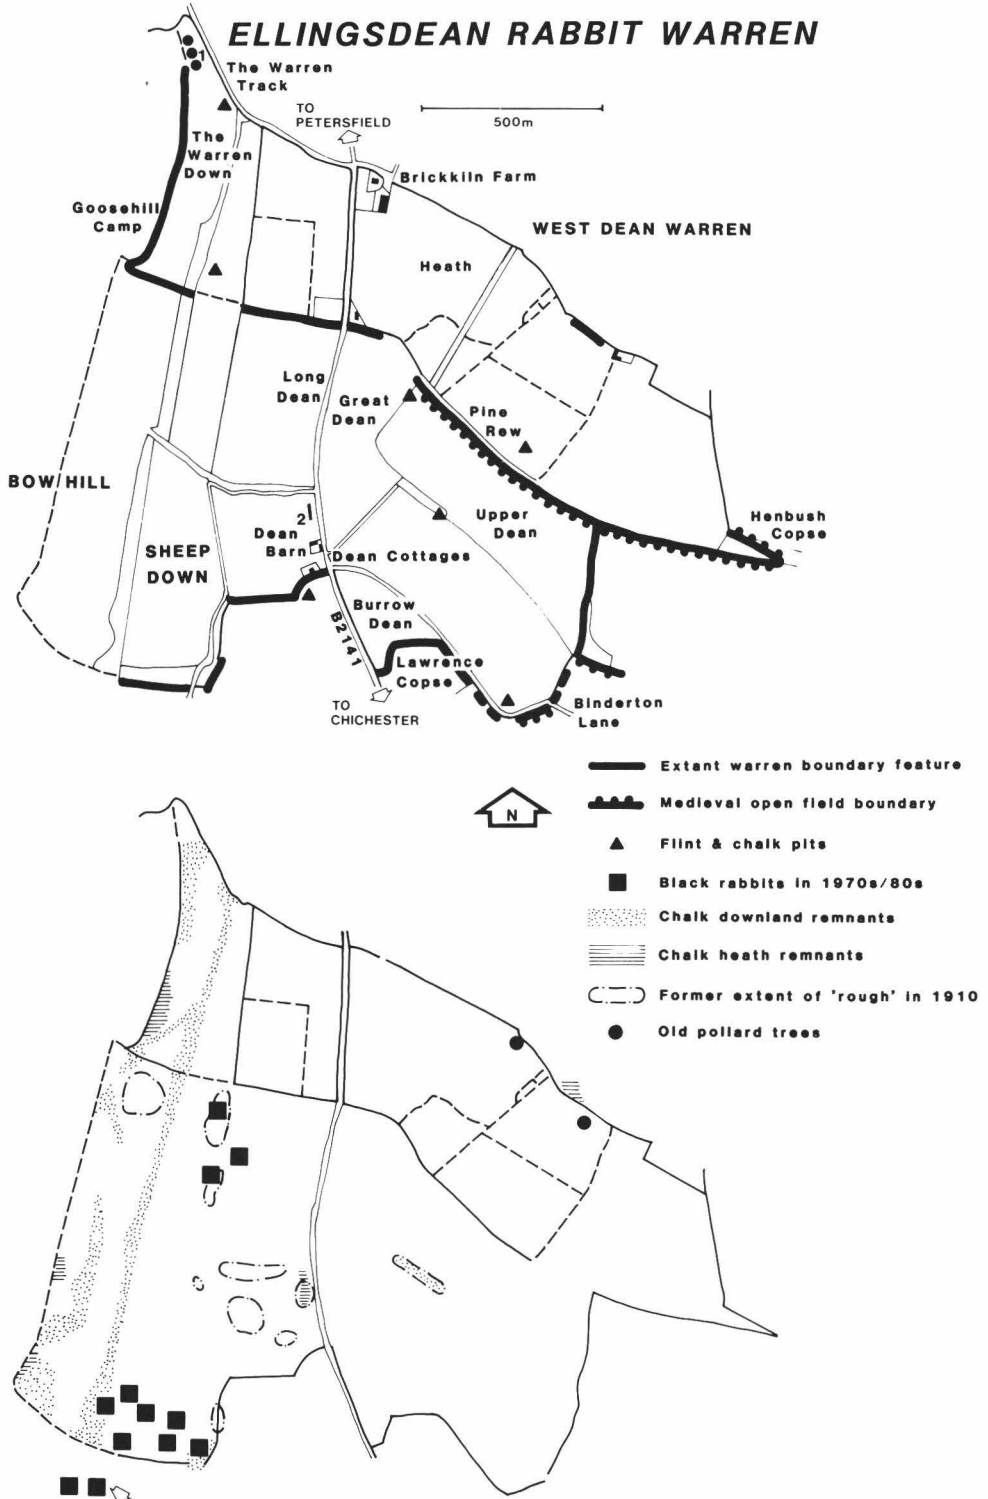 ELLINGSDEAN RABBIT WARREN
1
The Warren
Track
TO
PETERSFIELD
500m
The
Warren
Down
Brickkiln Farm
Goosehill
Camp
WEST DEAN WARREN
Heath
Long
Dean
Great
Dean
Pine
Rew
BOW HILL
2
Upper
Dean
Henbush
Copse
Dean
Barn
Dean Cottages
SHEEP
DOWN
Burrow
Dean
B2141
Lawrence
Copse
TO
CHICHESTER
Binderton
Lane
Extant warren boundary feature
Medieval open field boundary
N
Flint & chalk pits
Black rabbits in 1970s/80s
Chalk downland remnants
Chalk heath remnants
Former extent of 'rough' in 1910
Old pollard trees